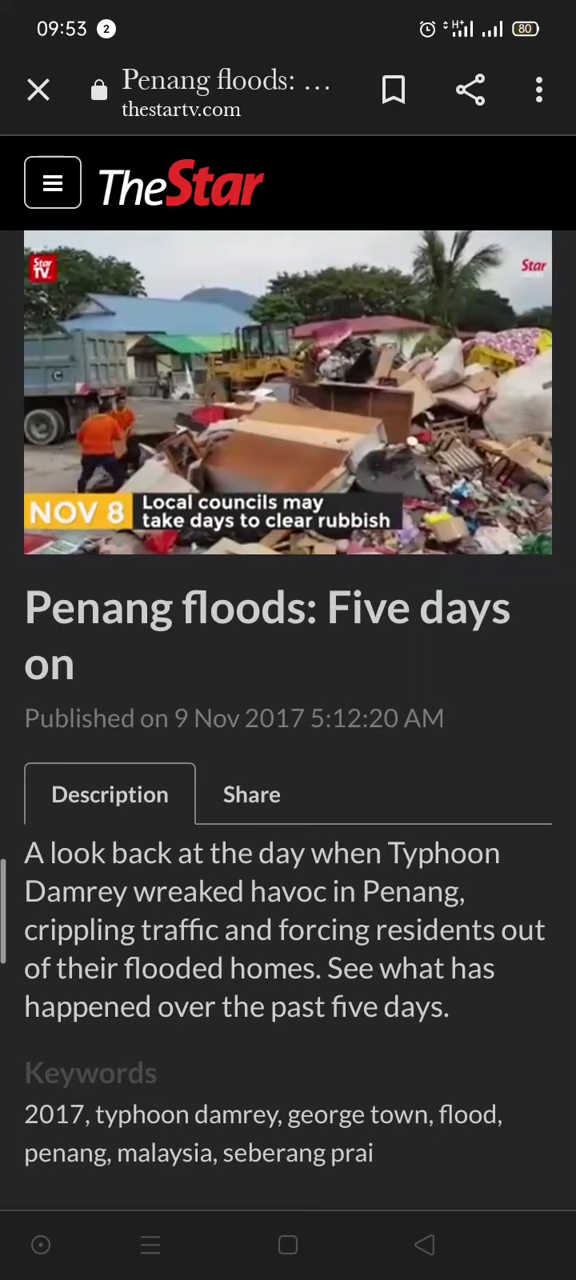 09:53 2 H+ 80
Penang floods: ...
thestartv.com
TheStar
Star
TV
Star
C
NOV 8
Local councils may
take days to clear rubbish
Penang floods: Five days
on
Published on 9 Nov 2017 5:12:20 AM
Description Share
A look back at the day when Typhoon
Damrey wreaked havoc in Penang,
crippling traffic and forcing residents out
of their flooded homes. See what has
happened over the past five days.
Keywords
2017, typhoon damrey, george town, flood,
penang, malaysia, seberang prai